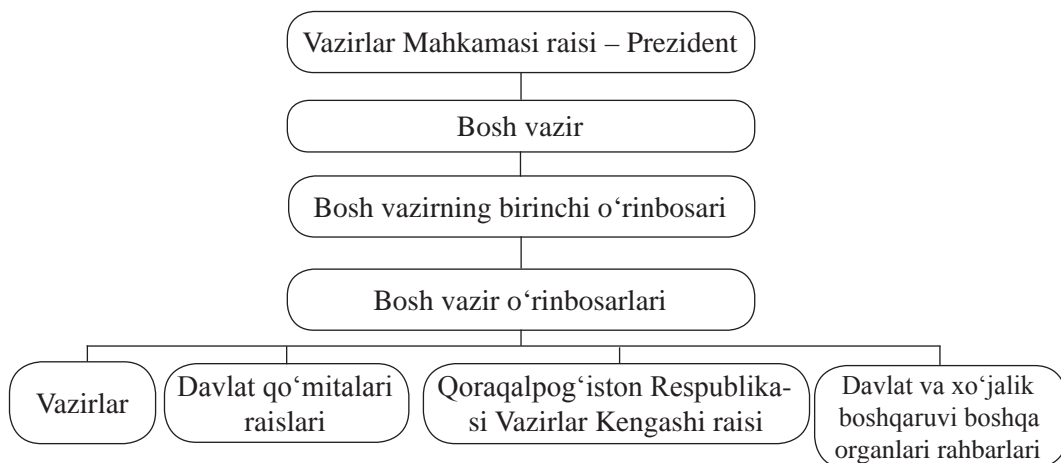 Vazirlar Mahkamasi raisi – Prezident
Bosh vazir
Bosh vazirning birinchi o‘rinbosari
Bosh vazir o‘rinbosarlari
Vazirlar
Davlat qo‘mitalari
raislari
Qoraqalpog‘iston Respublika-
si Vazirlar Kengashi raisi
Davlat va xo‘jalik
boshqaruvi boshqa
organlari rahbarlari